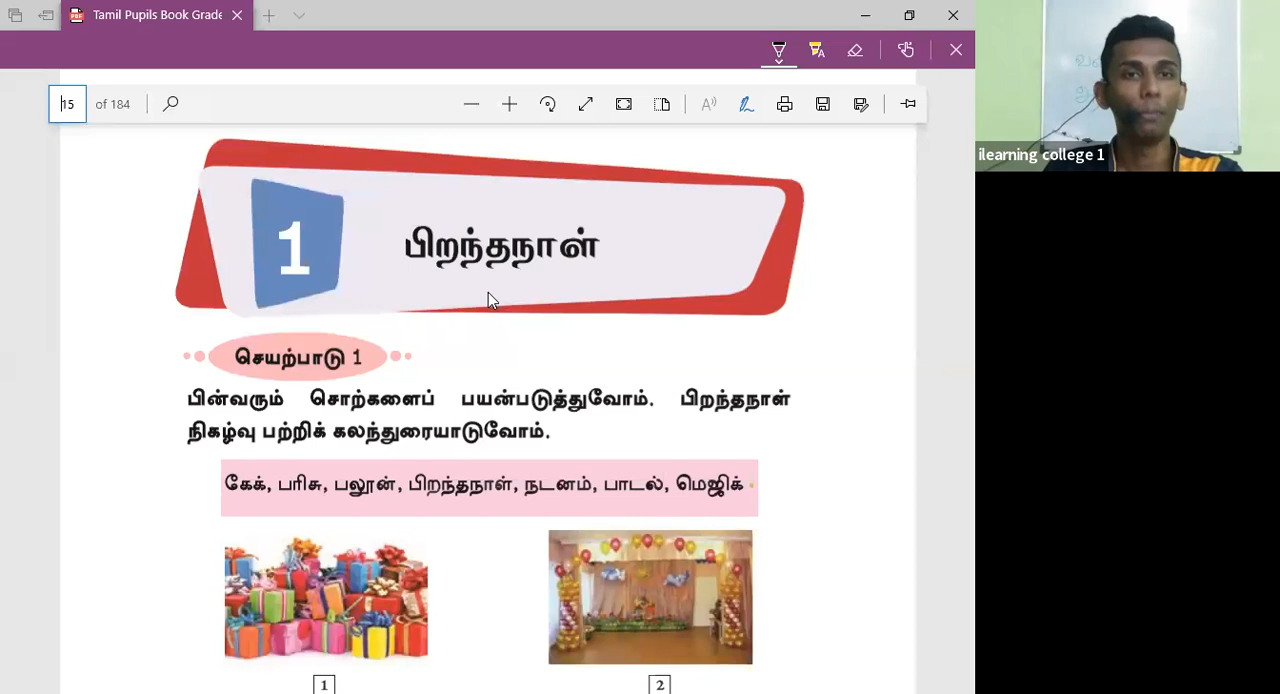 Tamil Pupils Book Grade
15 of 184
ilearning college 1
1
பிறந்தநாள்
செயற்பாடு 1
பின்வரும் சொற்களைப் பயன்படுத்துவோம். பிறந்தநாள்
நிகழ்வு பற்றிக் கலந்துரையாடுவோம்.
கேக், பரிசு, பலூன், பிறந்தநாள், நடனம், பாடல், மெஜிக்
1
2